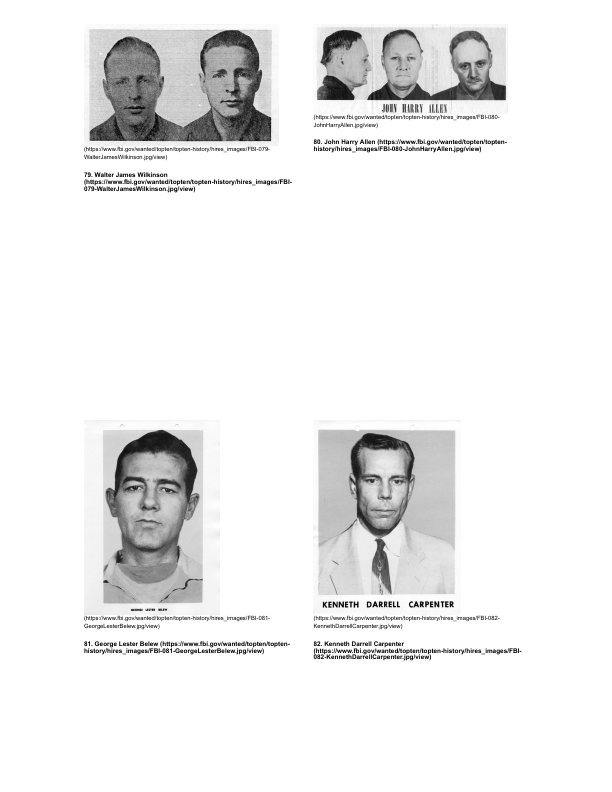 JOHN HARRY ALLEN
(https://www.fbi.gov/wanted/topten/topten-history/hires_images/FBI-079-
WalterJamesWilkinson.jpg/view)
79. Walter James Wilkinson
(https://www.fbi.gov/wanted/topten/topten-history/hires_images/FBI-
079-WalterJamesWilkinson.jpg/view)
(https://www.fbi.gov/wanted/topten/topten-history/hires_images/FBI-080-
JohnHarryAllen.jpg/view)
80. John Harry Allen (https://www.fbi.gov/wanted/topten/topten-
history/hires_images/FBI-080-JohnHarryAllen.jpg/view)
GEORGE LESTER BELEW
(https://www.fbi.gov/wanted/topten/topten-history/hires_images/FBI-081-
GeorgeLesterBelew.jpg/view)
81. George Lester Belew (https://www.fbi.gov/wanted/topten/topten-
history/hires_images/FBI-081-GeorgeLesterBelew.jpg/view)
KENNETH DARRELL CARPENTER
(https://www.fbi.gov/wanted/topten/topten-history/hires_images/FBI-082-
KennethDarrellCarpenter.jpg/view)
82. Kenneth Darrell Carpenter
(https://www.fbi.gov/wanted/topten/topten-history/hires_images/FBI-
082-KennethDarrellCarpenter.jpg/view)